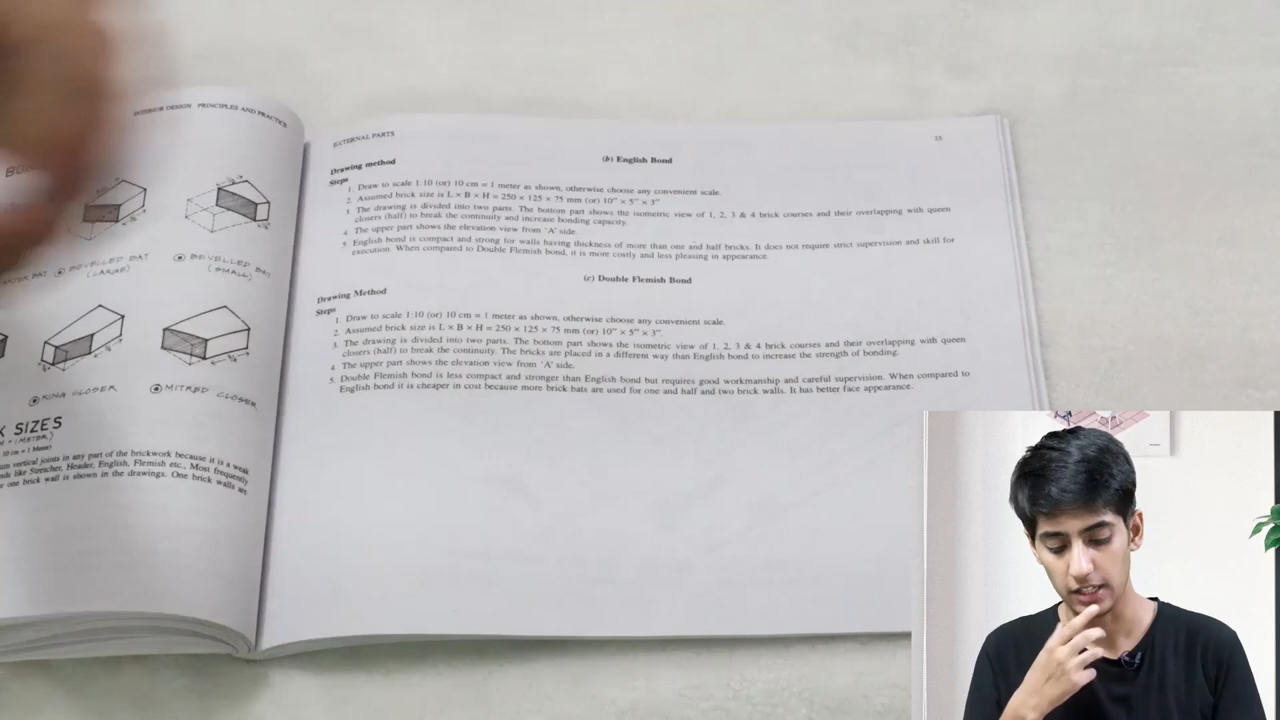 INTERIOR DESIGN PRINCIPLES AND PRACTICE
BEVELLED BAT
(LARGE)
BEVELLED BAT
(SMALL)
KING CLOSER
MITRED CLOSER
SIZES
10 cm = 1 Meter)
vertical joints in any part of the brickwork because it is a weak
like Strescher, Header, English, Flemish etc., Most frequently
one brick wall is shown in the drawings. One brick walls are
EXTERNAL PARTS
25
(b) English Bond
Drawing method
Steps
1. Draw to scale 1:10 (or) 10 cm = 1 meter as shown, otherwise choose any convenient scale.
2. Assumed brick size is L × B × H = 250 × 125 × 75 mm (or) 10" × 5" × 3"
3. The drawing is divided into two parts. The bottom part shows the isometric view of 1, 2, 3 & 4 brick courses and their overlapping with queen
closers (half) to break the continuity and increase bonding capacity.
4. The upper part shows the elevation view from 'A' side.
5. English bond is compact and strong for walls having thickness of more than one and half bricks. It does not require strict supervision and skill for
execution. When compared to Double Flemish bond, it is more costly and less pleasing in appearance.
(c) Double Flemish Bond
Drawing Method
Steps
1. Draw to scale 1:10 (or) 10 cm = 1 meter as shown, otherwise choose any convenient scale.
2. Assumed brick size is L × B × H = 250 × 125 × 75 mm (or) 10" × 5" × 3".
3. The drawing is divided into two parts. The bottom part shows the isometric view of 1, 2, 3 & 4 brick courses and their overlapping with queen
closers (half) to break the continuity. The bricks are placed in a different way than English bond to increase the strength of bonding.
4. The upper part shows the elevation view from 'A' side.
5. Double Flemish bond is less compact and stronger than English bond but requires good workmanship and careful supervision. When compared to
English bond it is cheaper in cost because more brick bats are used for one and half and two brick walls. It has better face appearance.